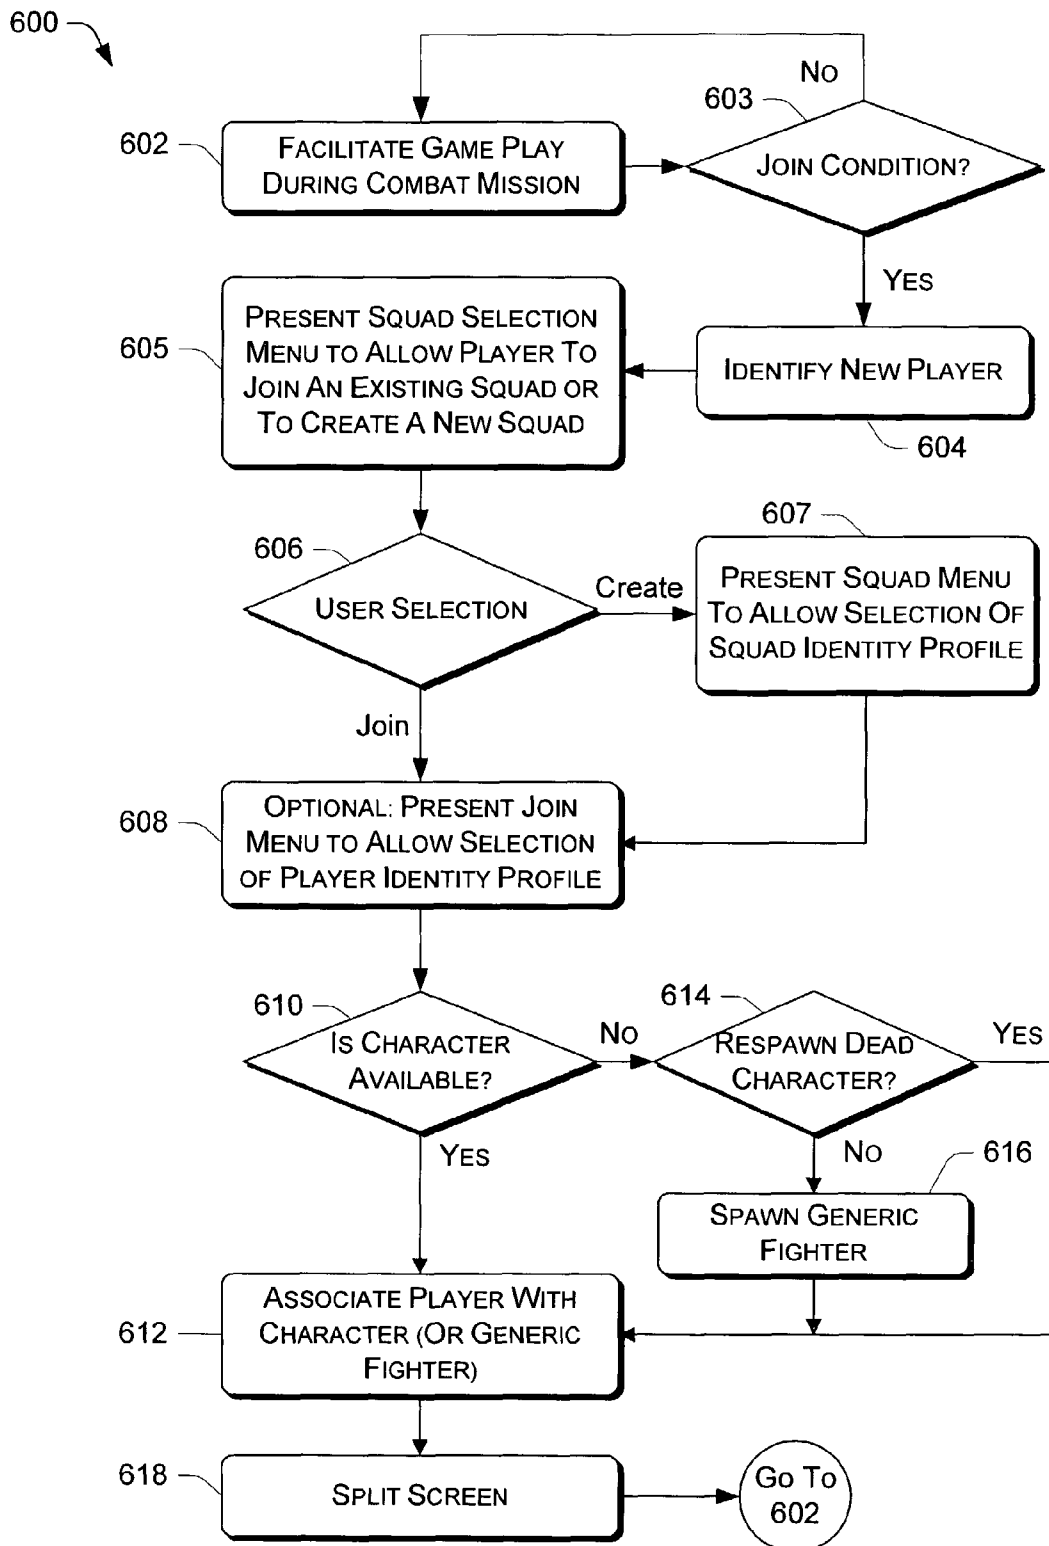 600
NO
603
602
FACILITATE GAME PLAY
DURING COMBAT MISSION
JOIN CONDITION?
YES
605
PRESENT SQUAD SELECTION
MENU TO ALLOW PLAYER TO
JOIN AN EXISTING SQUAD OR
TO CREATE A NEW SQUAD
IDENTIFY NEW PLAYER
604
607
606
USER SELECTION
Create
PRESENT SQUAD MENU
TO ALLOW SELECTION OF
SQUAD IDENTITY PROFILE
Join
608
OPTIONAL: PRESENT JOIN
MENU TO ALLOW SELECTION
OF PLAYER IDENTITY PROFILE
610
IS CHARACTER
AVAILABLE?
NO
614
RESPAWN DEAD
CHARACTER?
YES
YES
NO
616
SPAWN GENERIC
FIGHTER
612
ASSOCIATE PLAYER WITH
CHARACTER (OR GENERIC
FIGHTER)
618
SPLIT SCREEN
GO TO
602